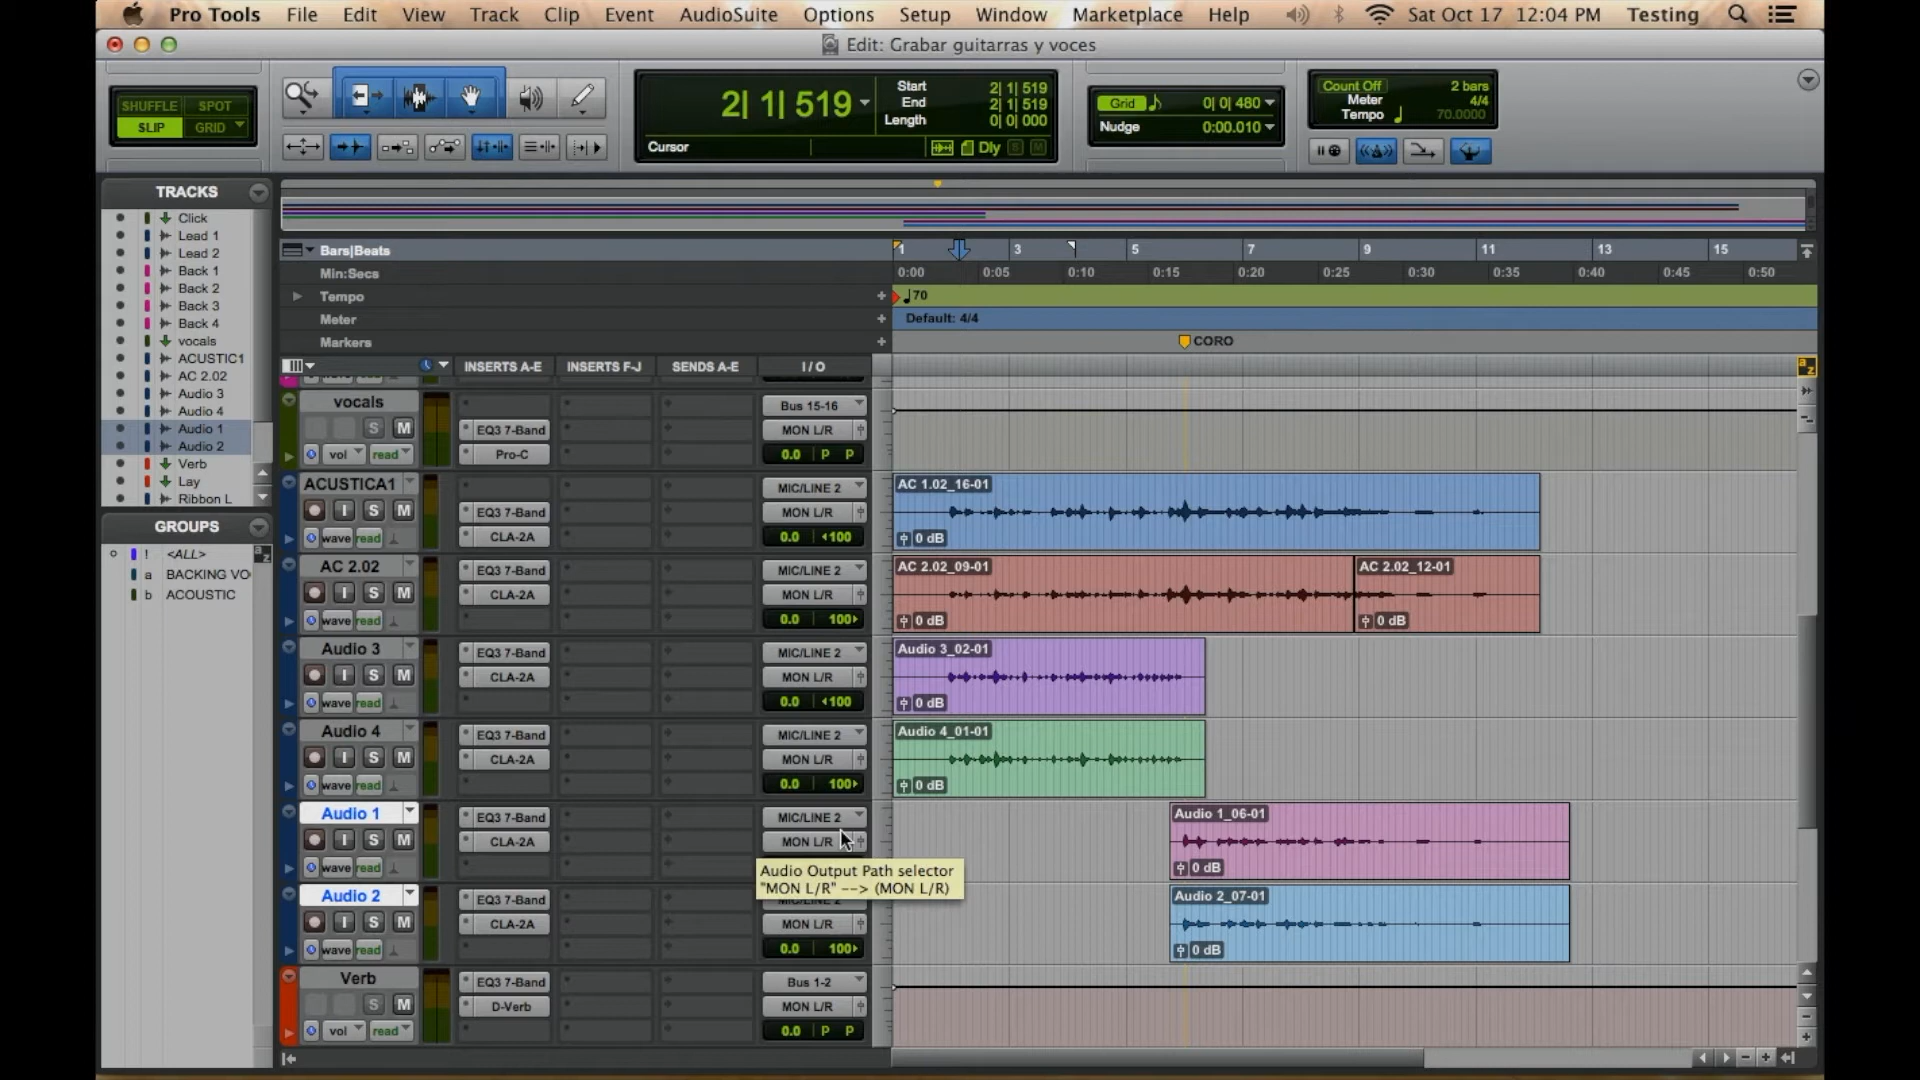 Pro Tools File Edit View Track Clip Event AudioSuite Options Setup Window Marketplace Help Sat Oct 17 12:04 PM Testing
Edit: Grabar guitarras y voces
SHUFFLE SPOT
SLIP GRID
2| 1| 519
Start 2| 1| 519
End 2| 1| 519
Length 0| 0| 000
Cursor Dly S M
Grid 0| 0| 480
Nudge 0:00.010
Count Off 2 bars
Meter 4/4
Tempo 70.0000
TRACKS
Click
Lead 1
Lead 2
Back 1
Back 2
Back 3
Back 4
vocals
ACUSTIC1
AC 2.02
Audio 3
Audio 4
Audio 1
Audio 2
Verb
Lay
Ribbon L
GROUPS
! <ALL>
a BACKING VO
b ACOUSTIC
Bars|Beats 1 3 5 7 9 11 13 15
Min:Secs 0:00 0:05 0:10 0:15 0:20 0:25 0:30 0:35 0:40 0:45 0:50
Tempo 70
Meter Default: 4/4
Markers CORO
INSERTS A-E INSERTS F-J SENDS A-E I / O
vocals Bus 15-16
S M EQ3 7-Band MON L/R
vol read Pro-C 0.0 P P
ACUSTICA1 MIC/LINE 2 AC 1.02_16-01
I S M EQ3 7-Band MON L/R
wave read CLA-2A 0.0 ‹100 0 dB
AC 2.02 EQ3 7-Band MIC/LINE 2 AC 2.02_09-01 AC 2.02_12-01
I S M CLA-2A MON L/R
wave read 0.0 100› 0 dB 0 dB
Audio 3 EQ3 7-Band MIC/LINE 2 Audio 3_02-01
I S M CLA-2A MON L/R
wave read 0.0 ‹100 0 dB
Audio 4 EQ3 7-Band MIC/LINE 2 Audio 4_01-01
I S M CLA-2A MON L/R
wave read 0.0 100› 0 dB
Audio 1 EQ3 7-Band MIC/LINE 2 Audio 1_06-01
I S M CLA-2A MON L/R
wave read 0 dB
Audio Output Path selector
"MON L/R" --> (MON L/R)
Audio 2 EQ3 7-Band MIC/LINE 2 Audio 2_07-01
I S M CLA-2A MON L/R
wave read 0.0 100› 0 dB
Verb EQ3 7-Band Bus 1-2
S M D-Verb MON L/R
vol read 0.0 P P